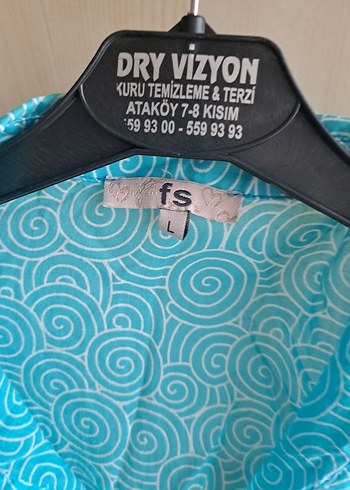 DRY VİZYON
KURU TEMİZLEME & TERZİ
ATAKÖY 7-8 KISIM
559 93 00 - 559 93 93
fs
L